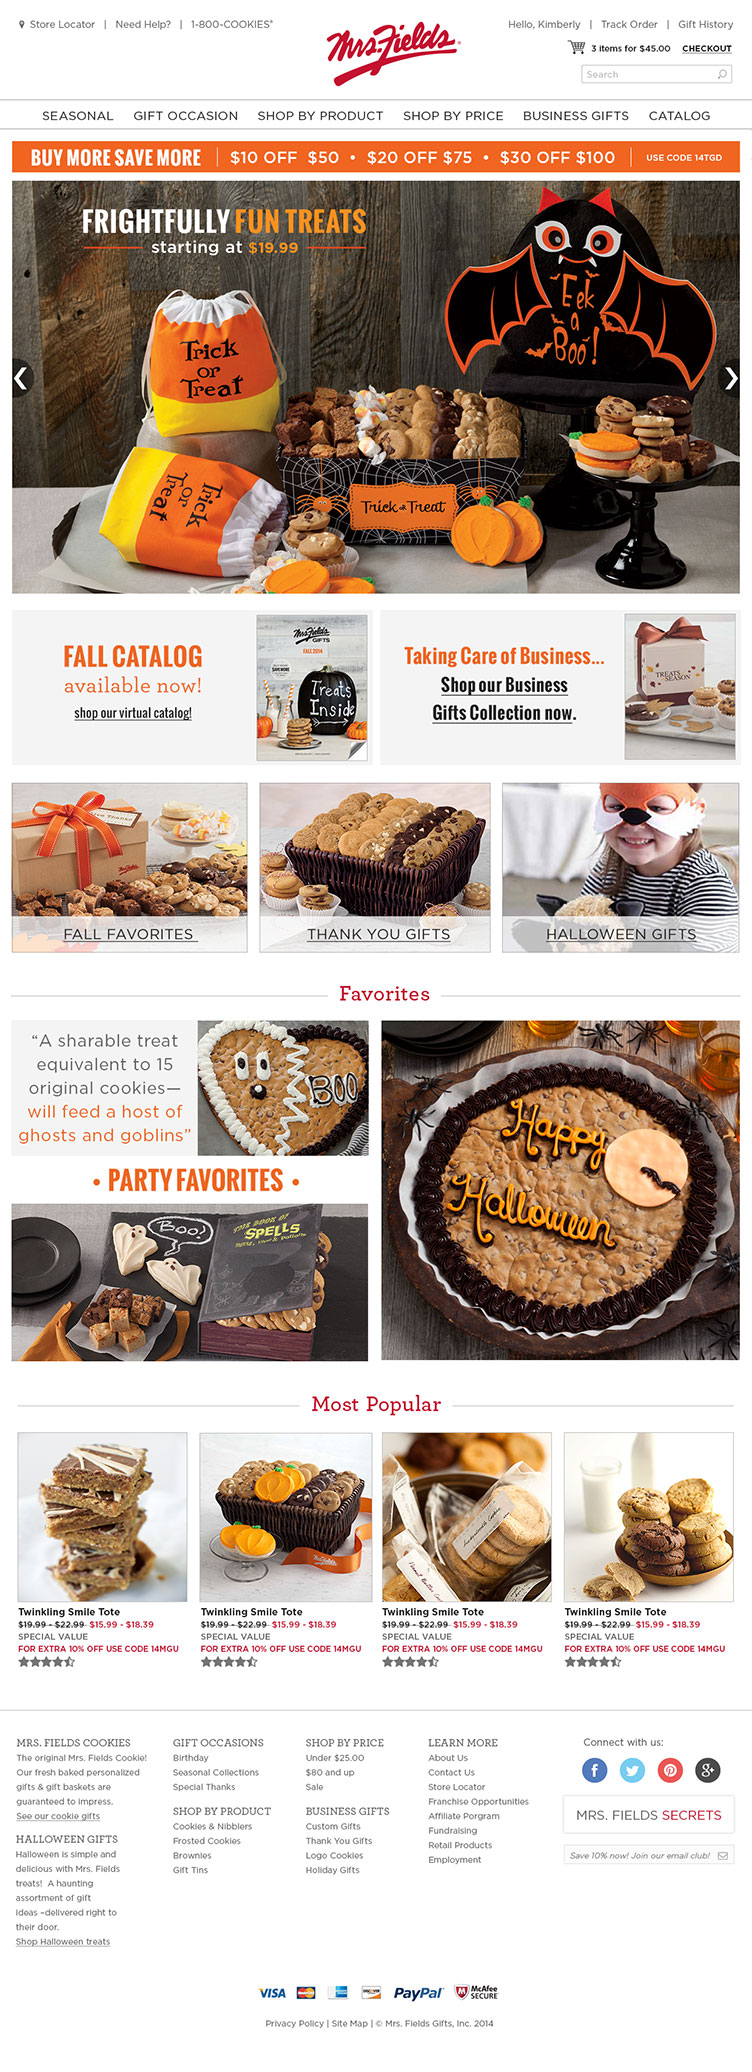 Store Locator | Need Help? | 1-800-COOKIES®
Mrs. Fields®
Hello, Kimberly | Track Order | Gift History
3 items for $45.00 CHECKOUT
Search
SEASONAL GIFT OCCASION SHOP BY PRODUCT SHOP BY PRICE BUSINESS GIFTS CATALOG
BUY MORE SAVE MORE | $10 OFF $50 • $20 OFF $75 • $30 OFF $100 | USE CODE 14TGD
FRIGHTFULLY FUN TREATS
starting at $19.99
Trick
or
Treat
Eek
a
Boo!
Trick
or
Treat
Trick or Treat
FALL CATALOG
available now!
shop our virtual catalog!
Mrs. Fields
GIFTS
FALL 2014
SAVE MORE
Treats
Inside
Taking Care of Business...
Shop our Business
Gifts Collection now.
TREATS
SEASON
Give Thanks
Mrs. Fields
FALL FAVORITES
THANK YOU GIFTS
HALLOWEEN GIFTS
Favorites
“A sharable treat
equivalent to 15
original cookies—
will feed a host of
ghosts and goblins”
BOO
• PARTY FAVORITES •
Boo!
THE BOOK OF
SPELLS
Happy
Halloween
Most Popular
Mrs. Fields
Twinkling Smile Tote
$19.99 - $22.99 $15.99 - $18.39
SPECIAL VALUE
FOR EXTRA 10% OFF USE CODE 14MGU
Twinkling Smile Tote
$19.99 - $22.99 $15.99 - $18.39
SPECIAL VALUE
FOR EXTRA 10% OFF USE CODE 14MGU
Twinkling Smile Tote
$19.99 - $22.99 $15.99 - $18.39
SPECIAL VALUE
FOR EXTRA 10% OFF USE CODE 14MGU
Twinkling Smile Tote
$19.99 - $22.99 $15.99 - $18.39
SPECIAL VALUE
FOR EXTRA 10% OFF USE CODE 14MGU
MRS. FIELDS COOKIES
The original Mrs. Fields Cookie!
Our fresh baked personalized
gifts & gift baskets are
guaranteed to impress.
See our cookie gifts
HALLOWEEN GIFTS
Halloween is simple and
delicious with Mrs. Fields
treats! A haunting
assortment of gift
ideas –delivered right to
their door.
Shop Halloween treats
GIFT OCCASIONS
Birthday
Seasonal Collections
Special Thanks
SHOP BY PRODUCT
Cookies & Nibblers
Frosted Cookies
Brownies
Gift Tins
SHOP BY PRICE
Under $25.00
$80 and up
Sale
BUSINESS GIFTS
Custom Gifts
Thank You Gifts
Logo Cookies
Holiday Gifts
LEARN MORE
About Us
Contact Us
Store Locator
Franchise Opportunities
Affiliate Porgram
Fundraising
Retail Products
Employment
Connect with us:
MRS. FIELDS SECRETS
Save 10% now! Join our email club!
VISA MasterCard DISCOVER PayPal McAfee SECURE
Privacy Policy | Site Map | © Mrs. Fields Gifts, Inc. 2014